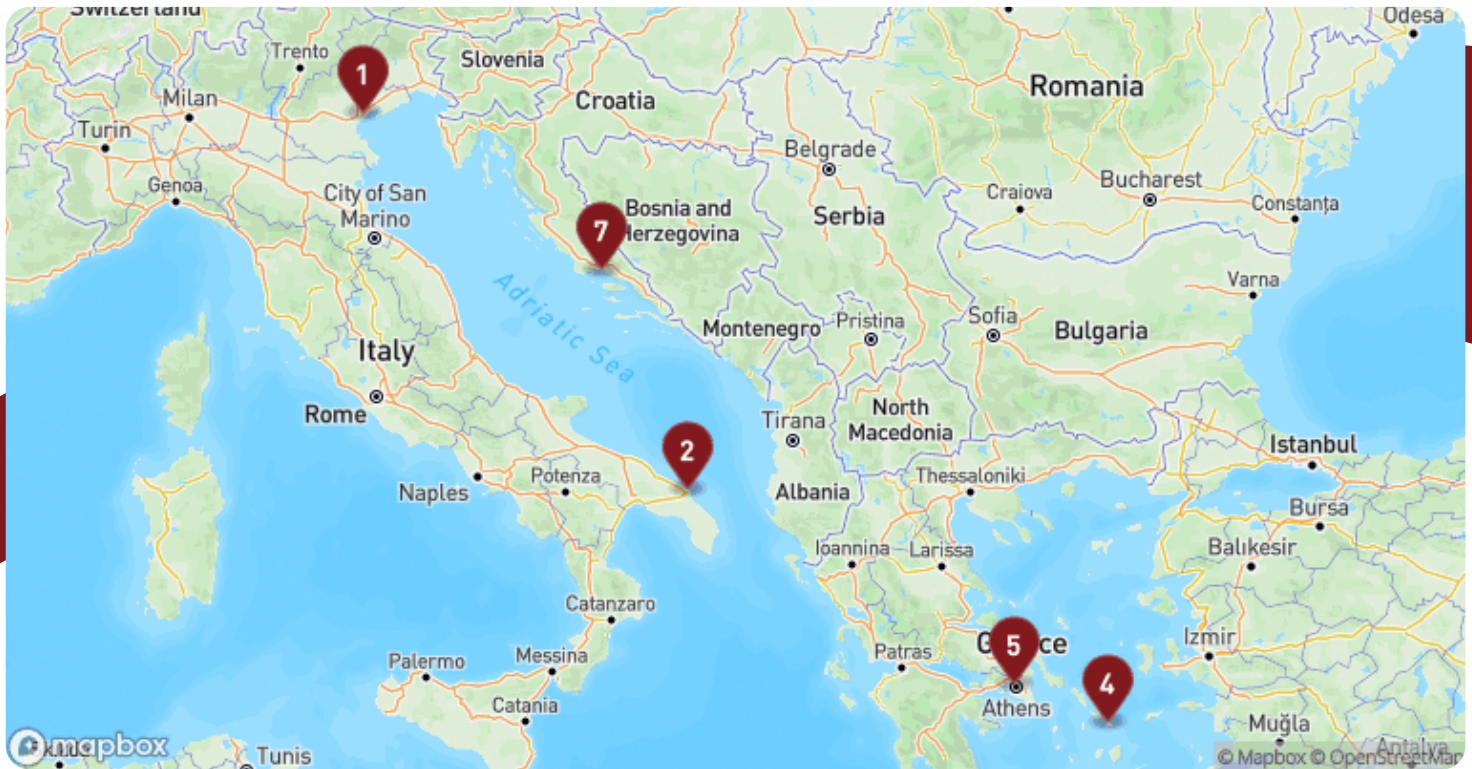 Switzerland
Odesa
Trento
Slovenia
1
Milan
Croatia
Romania
Turin
Belgrade
Genoa
City of San
Marino
Craiova
Bucharest
Constanța
Bosnia and
Herzegovina
7
Serbia
Adriatic Sea
Varna
Montenegro
Pristina
Sofia
Bulgaria
Italy
Rome
Tirana
North
Macedonia
2
Istanbul
Naples
Potenza
Albania
Thessaloniki
Bursa
Ioannina
Larissa
Balıkesir
Catanzaro
Izmir
Palermo
Messina
Patras
Greece
5
4
Catania
Athens
Muğla
mapbox
Tunis
Antalya
© Mapbox © OpenStreetMap